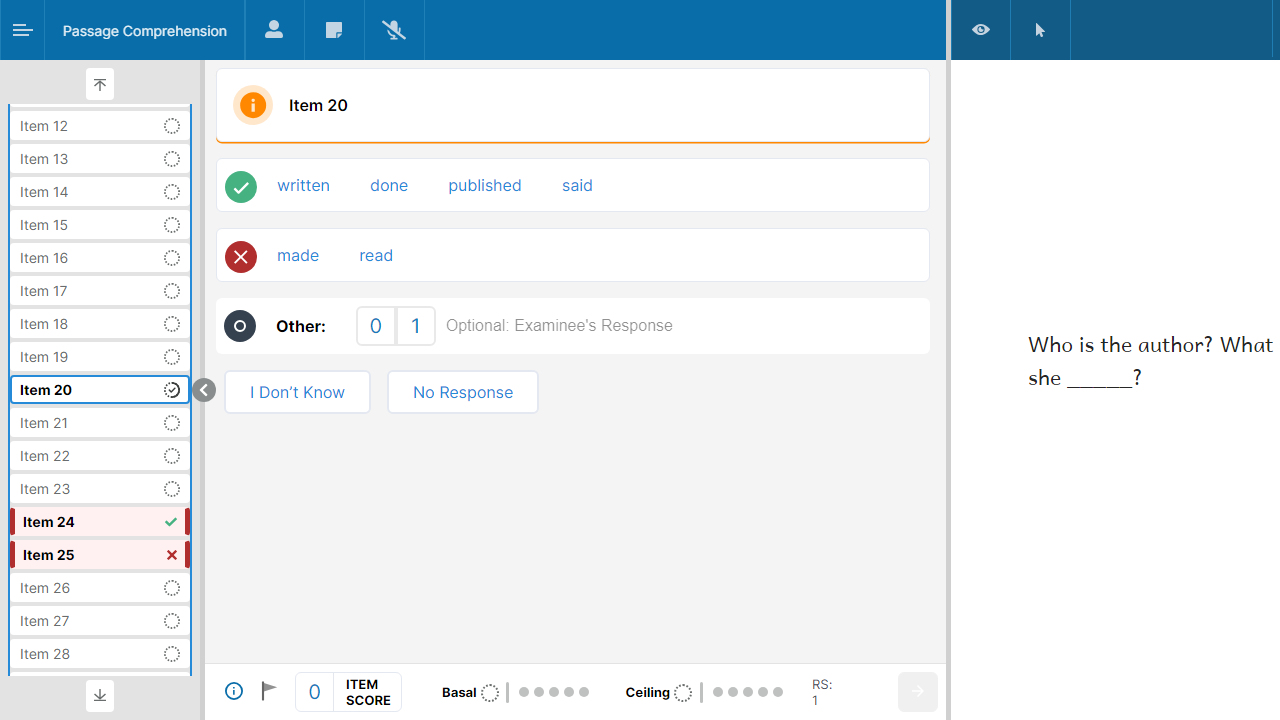 Passage Comprehension
Item 12
Item 13
Item 14
Item 15
Item 16
Item 17
Item 18
Item 19
Item 20
Item 21
Item 22
Item 23
Item 24
Item 25
Item 26
Item 27
Item 28
Item 20
written done published said
made read
Other: 0 1 Optional: Examinee's Response
I Don’t Know No Response
0 ITEM SCORE
Basal
Ceiling
RS:
1
Who is the author? What
she _____?